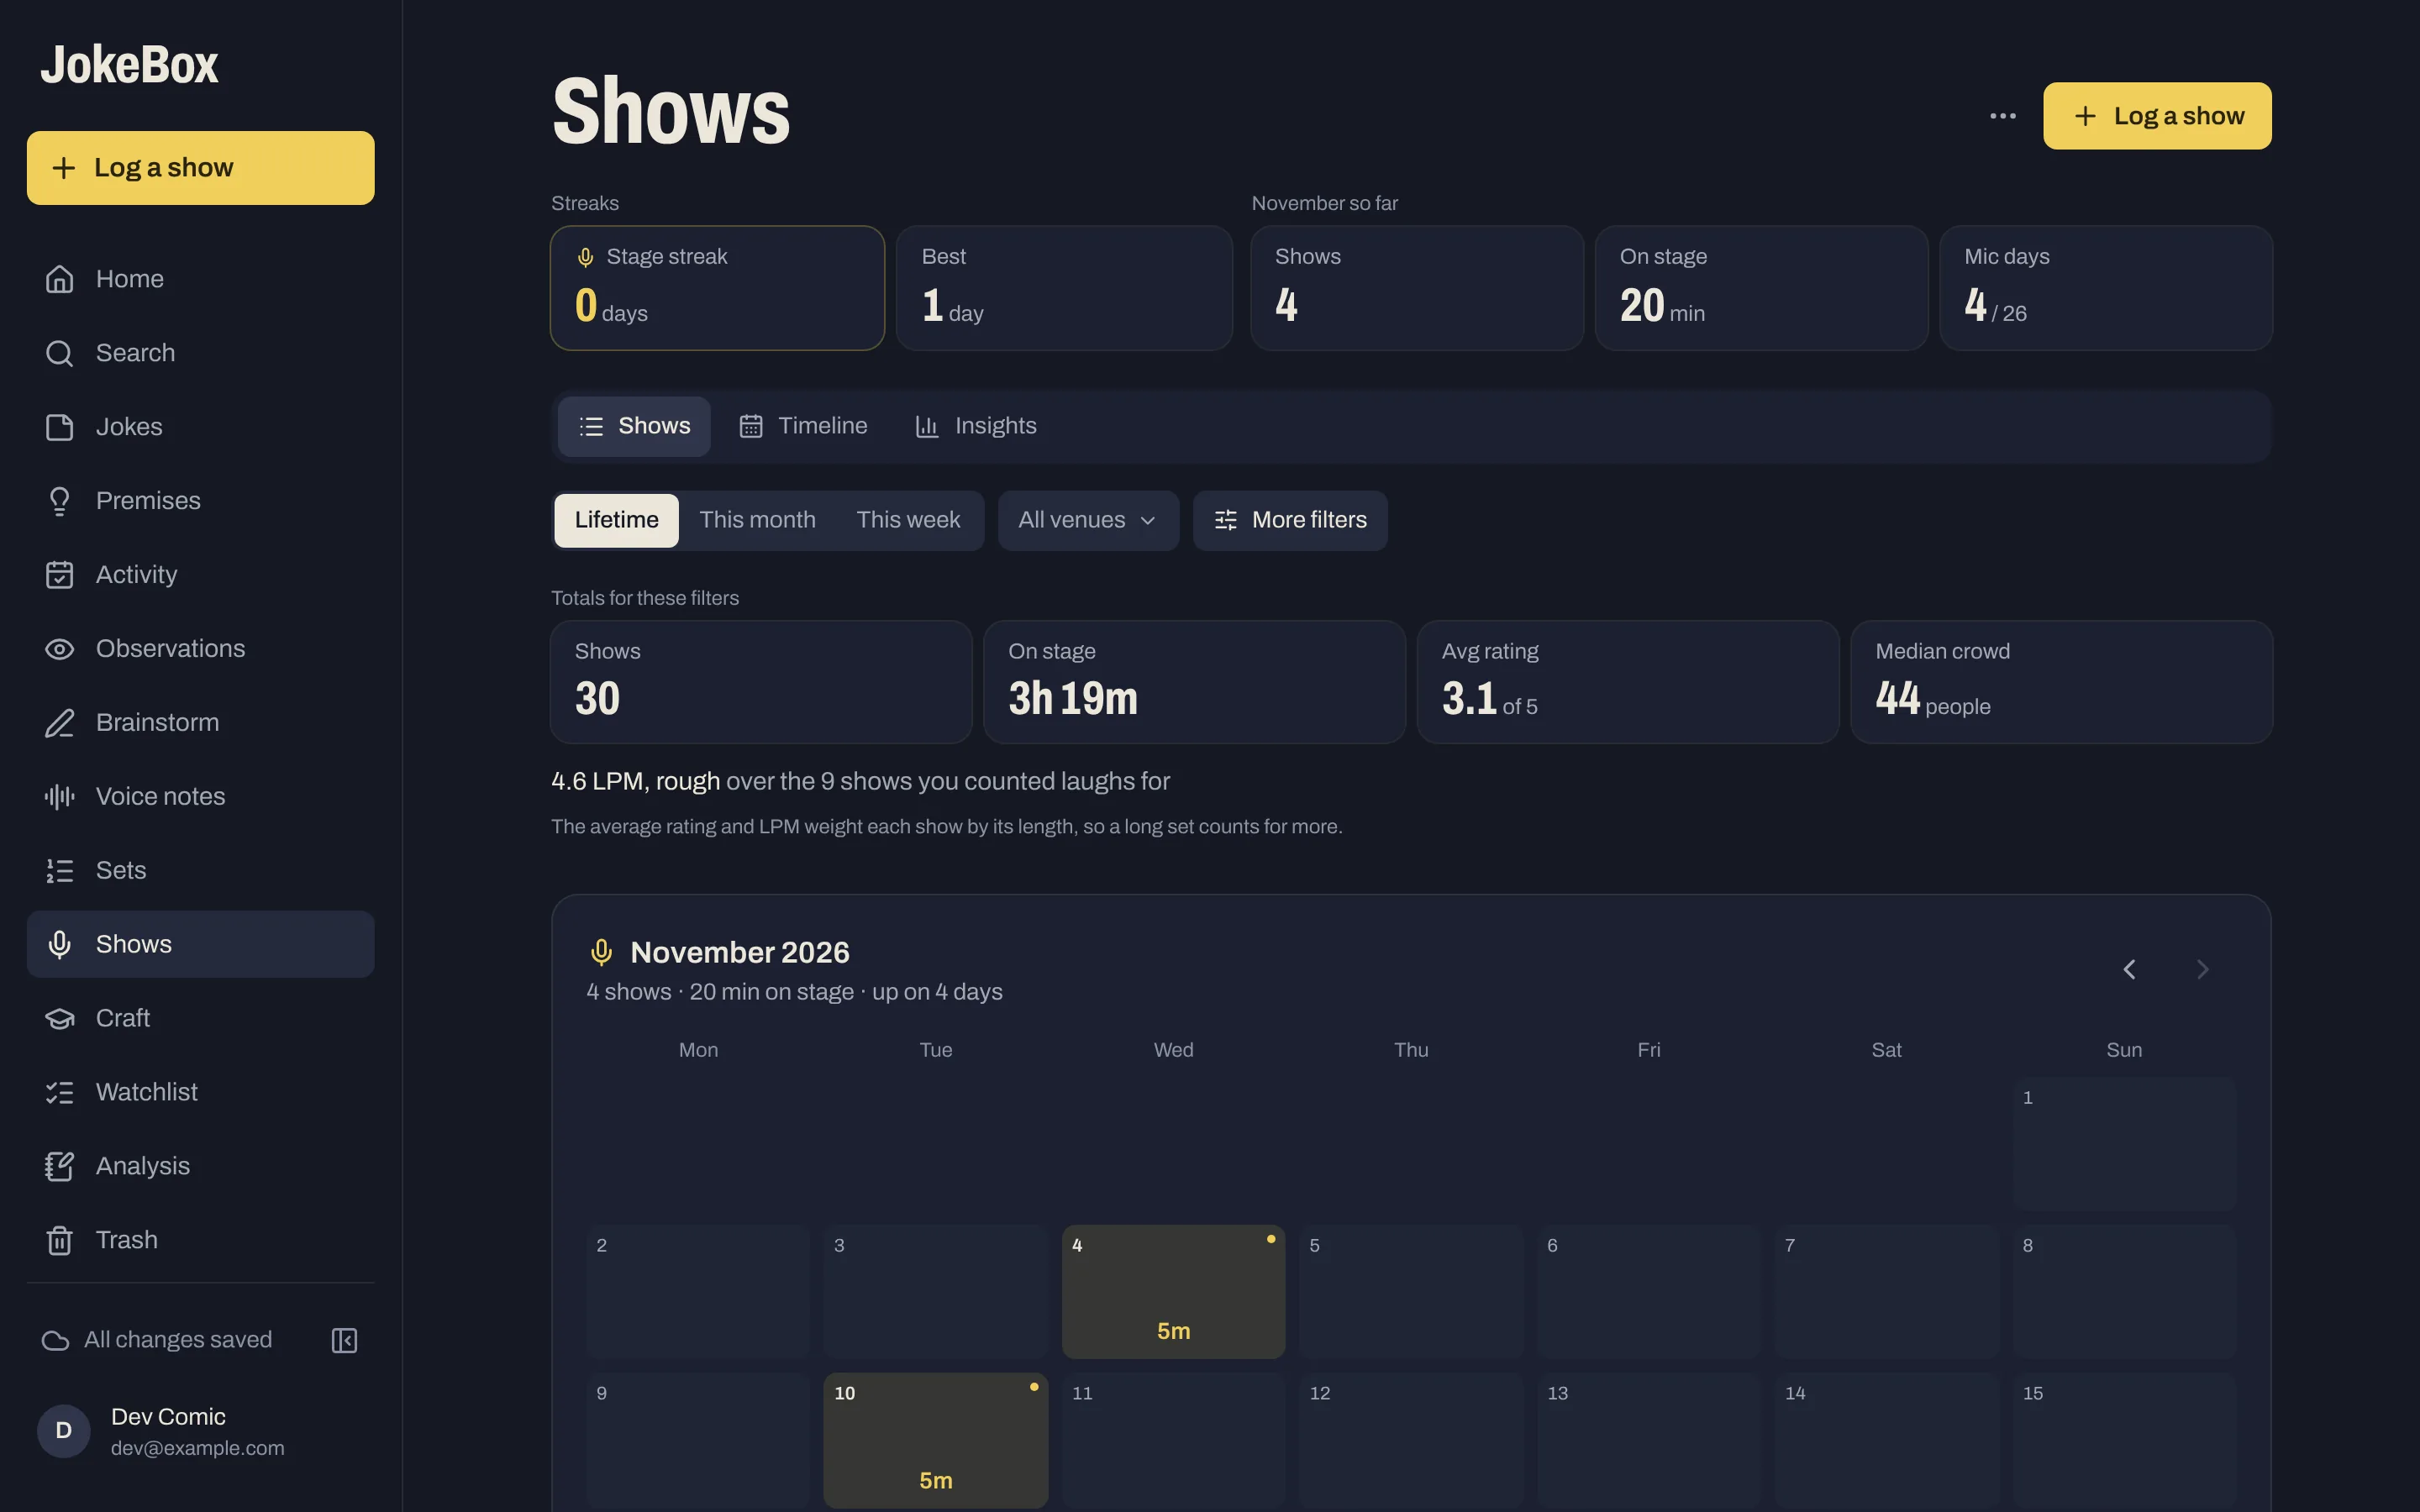 JokeBox
Log a show
Home
Search
Jokes
Premises
Activity
Observations
Brainstorm
Voice notes
Sets
Shows
Craft
Watchlist
Analysis
Trash
All changes saved
D
Dev Comic
dev@example.com
Shows
Log a show
Streaks
November so far
Stage streak
0 days
Best
1 day
Shows
4
On stage
20 min
Mic days
4 / 26
Shows Timeline Insights
Lifetime This month This week All venues More filters
Totals for these filters
Shows
30
On stage
3h 19m
Avg rating
3.1 of 5
Median crowd
44 people
4.6 LPM, rough over the 9 shows you counted laughs for
The average rating and LPM weight each show by its length, so a long set counts for more.
November 2026
4 shows · 20 min on stage · up on 4 days
Mon Tue Wed Thu Fri Sat Sun
1
2 3 4 5 6 7 8
5m
9 10 11 12 13 14 15
5m